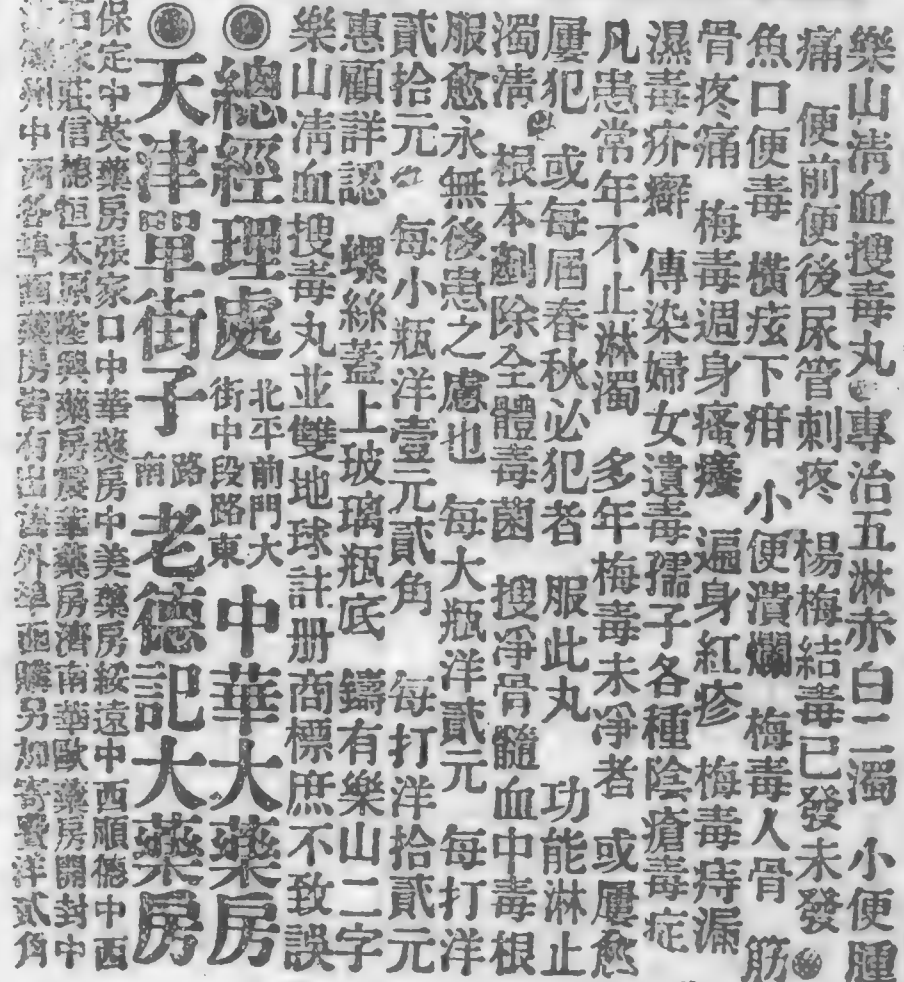 樂山清血搜毒丸 專治五淋赤白二濁 小便腫
痛 便前便後尿管刺疼 楊梅結毒已發未發
魚口便毒 橫痃下疳 小便潰爛 梅毒人骨 筋
骨疼痛 梅毒週身瘙癢 遍身紅疹 梅毒痔漏
濕毒疥癬 傳染婦女遺毒孺子各種陰瘡毒症
凡患常年不止淋濁 多年梅毒未凈者 或屢愈
屢犯 或每屆春秋必犯者 服此丸 功能淋止
濁淸 根本剷除全體毒菌 搜凈骨髓血中毒根
服愈永無後患之慮也 每大瓶洋貳元 每打洋
貳拾元 每小瓶洋壹元貳角 每打洋拾貳元
惠顧詳認 螺絲蓋上玻璃瓶底 鑄有樂山二字
樂山清血搜毒丸並雙地球註册商標庶不致誤
◉總經理處 北平前門大街中段路東 中華大藥房
◉天津單街子 路南 老德記大藥房
保定中英藥房張家口中華藥房中美藥房綏遠中西順德中西
石家莊信德恒太原隆興藥房震華藥房濟南華歐藥房開封中
州中西各埠西藥房皆有出售外埠函購另加寄費洋貳角